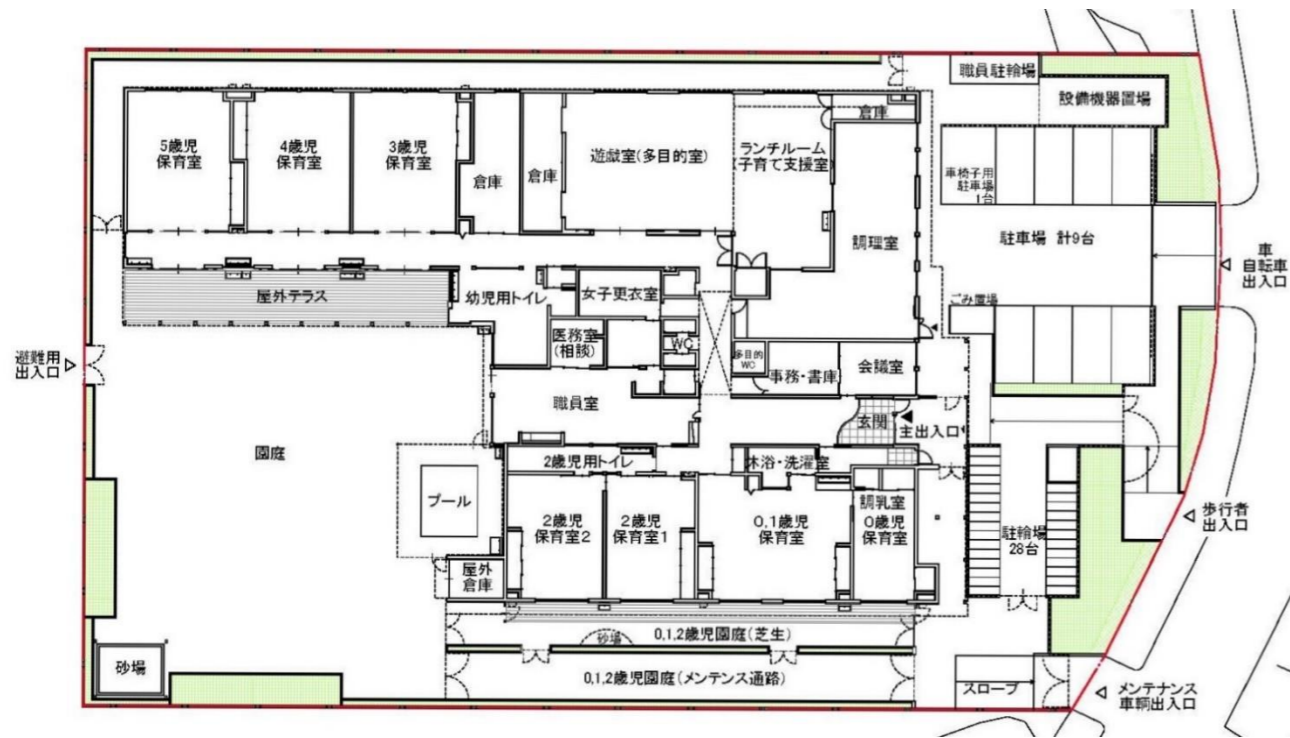 職員駐輪場
設備機器置場
倉庫
5歳児
保育室
4歳児
保育室
3歳児
保育室
倉庫
倉庫
遊戯室(多目的室)
ランチルーム
子育て支援室
調理室
車椅子用
駐車場
1台
駐車場 計9台
車
自転車
出入口
屋外テラス
幼児用トイレ
女子更衣室
ごみ置場
医務室
(相談)
WC
多目的
WC
事務・書庫
会議室
避難用
出入口
職員室
玄関
主出入口
園庭
2歳児用トイレ
沐浴・洗濯室
プール
2歳児
保育室2
2歳児
保育室1
0,1歳児
保育室
調乳室
0歳児
保育室
駐輪場
28台
歩行者
出入口
屋外
倉庫
砂場
0,1,2歳児園庭(芝生)
砂場
0,1,2歳児園庭(メンテンス通路)
スロープ
メンテナンス
車輌出入口